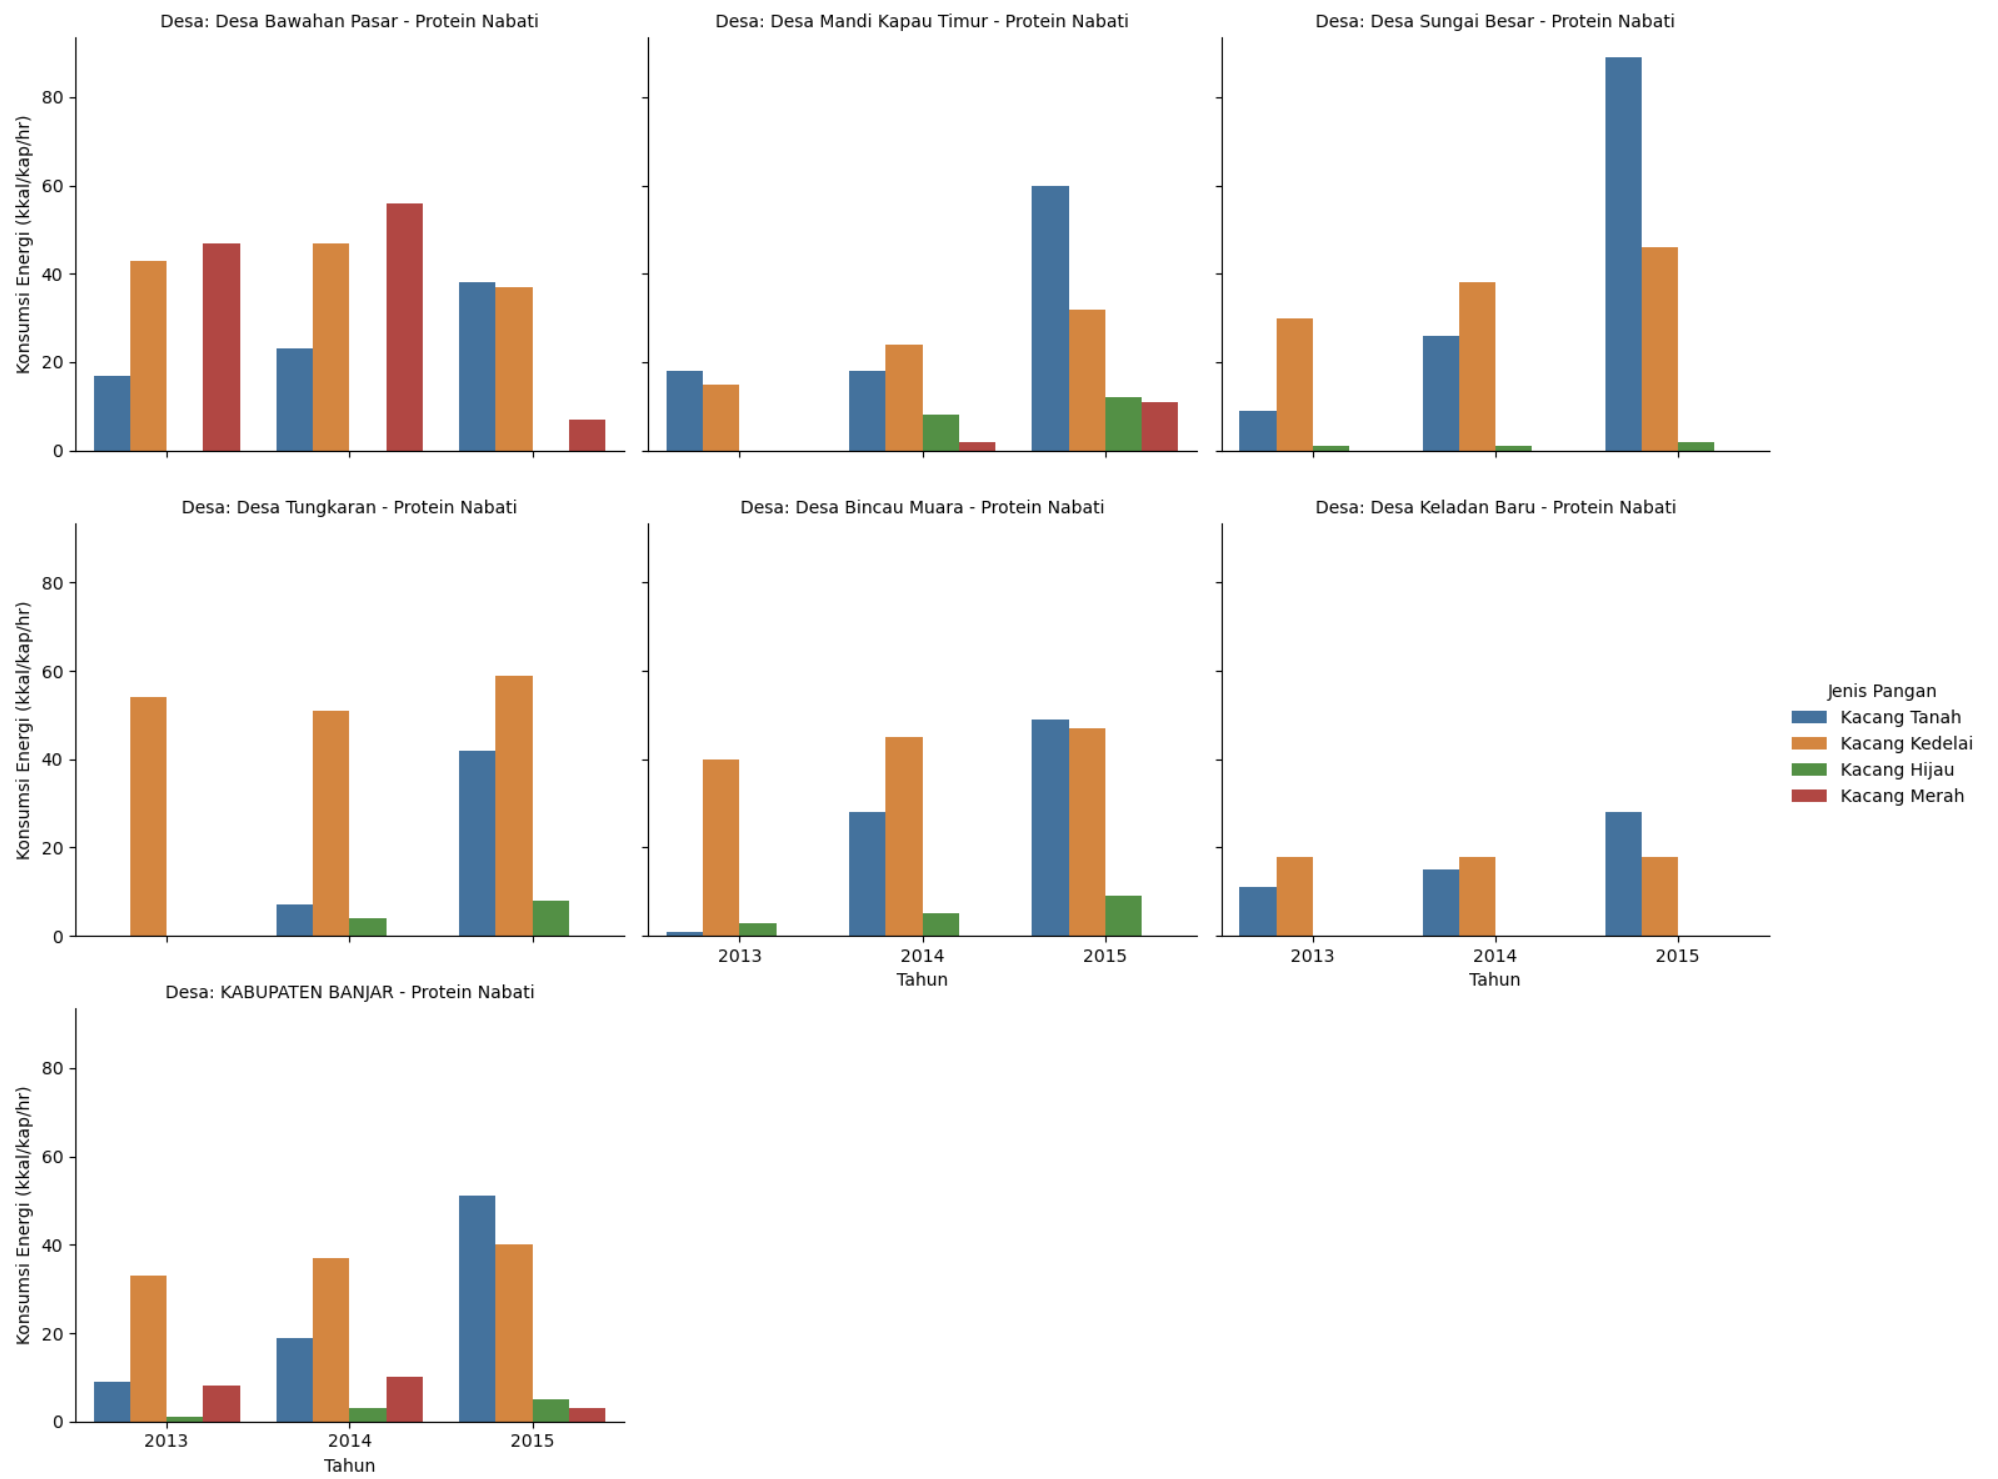 Desa: Desa Bawahan Pasar - Protein Nabati
Desa: Desa Mandi Kapau Timur - Protein Nabati
Desa: Desa Sungai Besar - Protein Nabati
Konsumsi Energi (kkal/kap/hr)
80
60
40
20
0
Desa: Desa Tungkaran - Protein Nabati
Desa: Desa Bincau Muara - Protein Nabati
Desa: Desa Keladan Baru - Protein Nabati
Konsumsi Energi (kkal/kap/hr)
80
60
40
20
0
2013 2014 2015
Tahun
2013 2014 2015
Tahun
Jenis Pangan
Kacang Tanah
Kacang Kedelai
Kacang Hijau
Kacang Merah
Desa: KABUPATEN BANJAR - Protein Nabati
Konsumsi Energi (kkal/kap/hr)
80
60
40
20
0
2013 2014 2015
Tahun